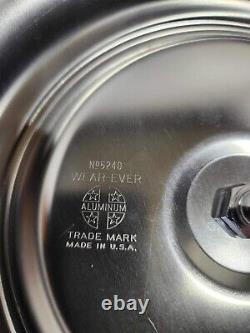 No5240
WEAR-EVER
ALUMINUM
TRADE MARK
MADE IN U.S.A.